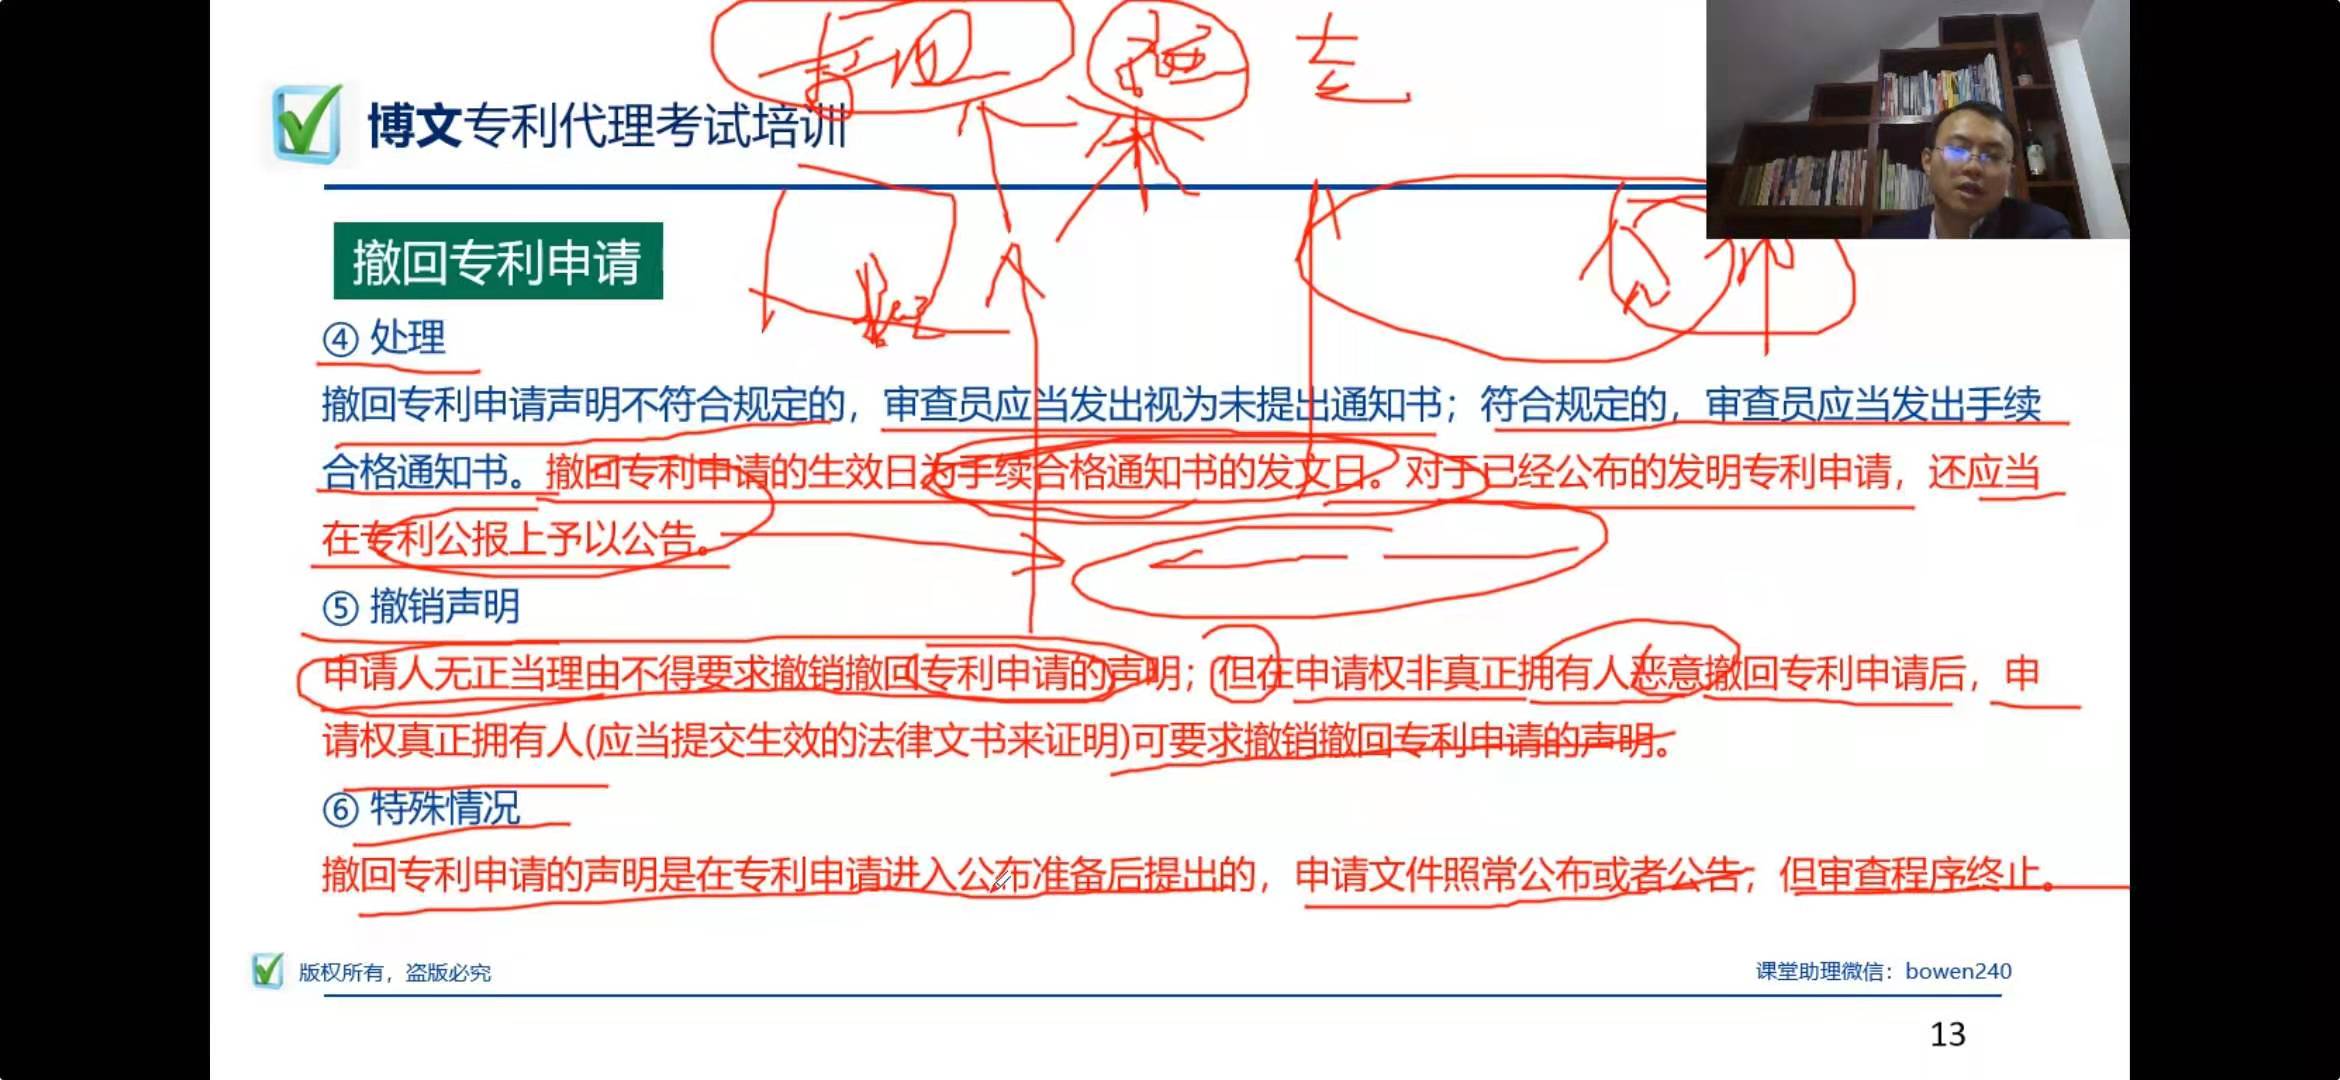 博文专利代理考试培训
撤回专利申请
④ 处理
撤回专利申请声明不符合规定的，审查员应当发出视为未提出通知书；符合规定的，审查员应当发出手续
合格通知书。撤回专利申请的生效日为手续合格通知书的发文日。对于已经公布的发明专利申请，还应当
在专利公报上予以公告。
⑤ 撤销声明
申请人无正当理由不得要求撤销撤回专利申请的声明；但在申请权非真正拥有人恶意撤回专利申请后，申
请权真正拥有人(应当提交生效的法律文书来证明)可要求撤销撤回专利申请的声明。
⑥ 特殊情况
撤回专利申请的声明是在专利申请进入公布准备后提出的，申请文件照常公布或者公告；但审查程序终止。
版权所有，盗版必究
课堂助理微信：bowen240
13